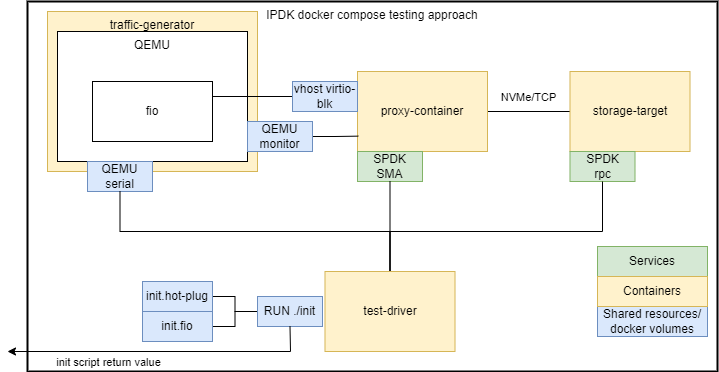 IPDK docker compose testing approach
traffic-generator
QEMU
fio
vhost virtio-
blk
QEMU
monitor
QEMU
serial
proxy-container
NVMe/TCP
storage-target
SPDK
SMA
SPDK
rpc
Services
Containers
Shared resources/
docker volumes
init.hot-plug
init.fio
RUN ./init
test-driver
init script return value